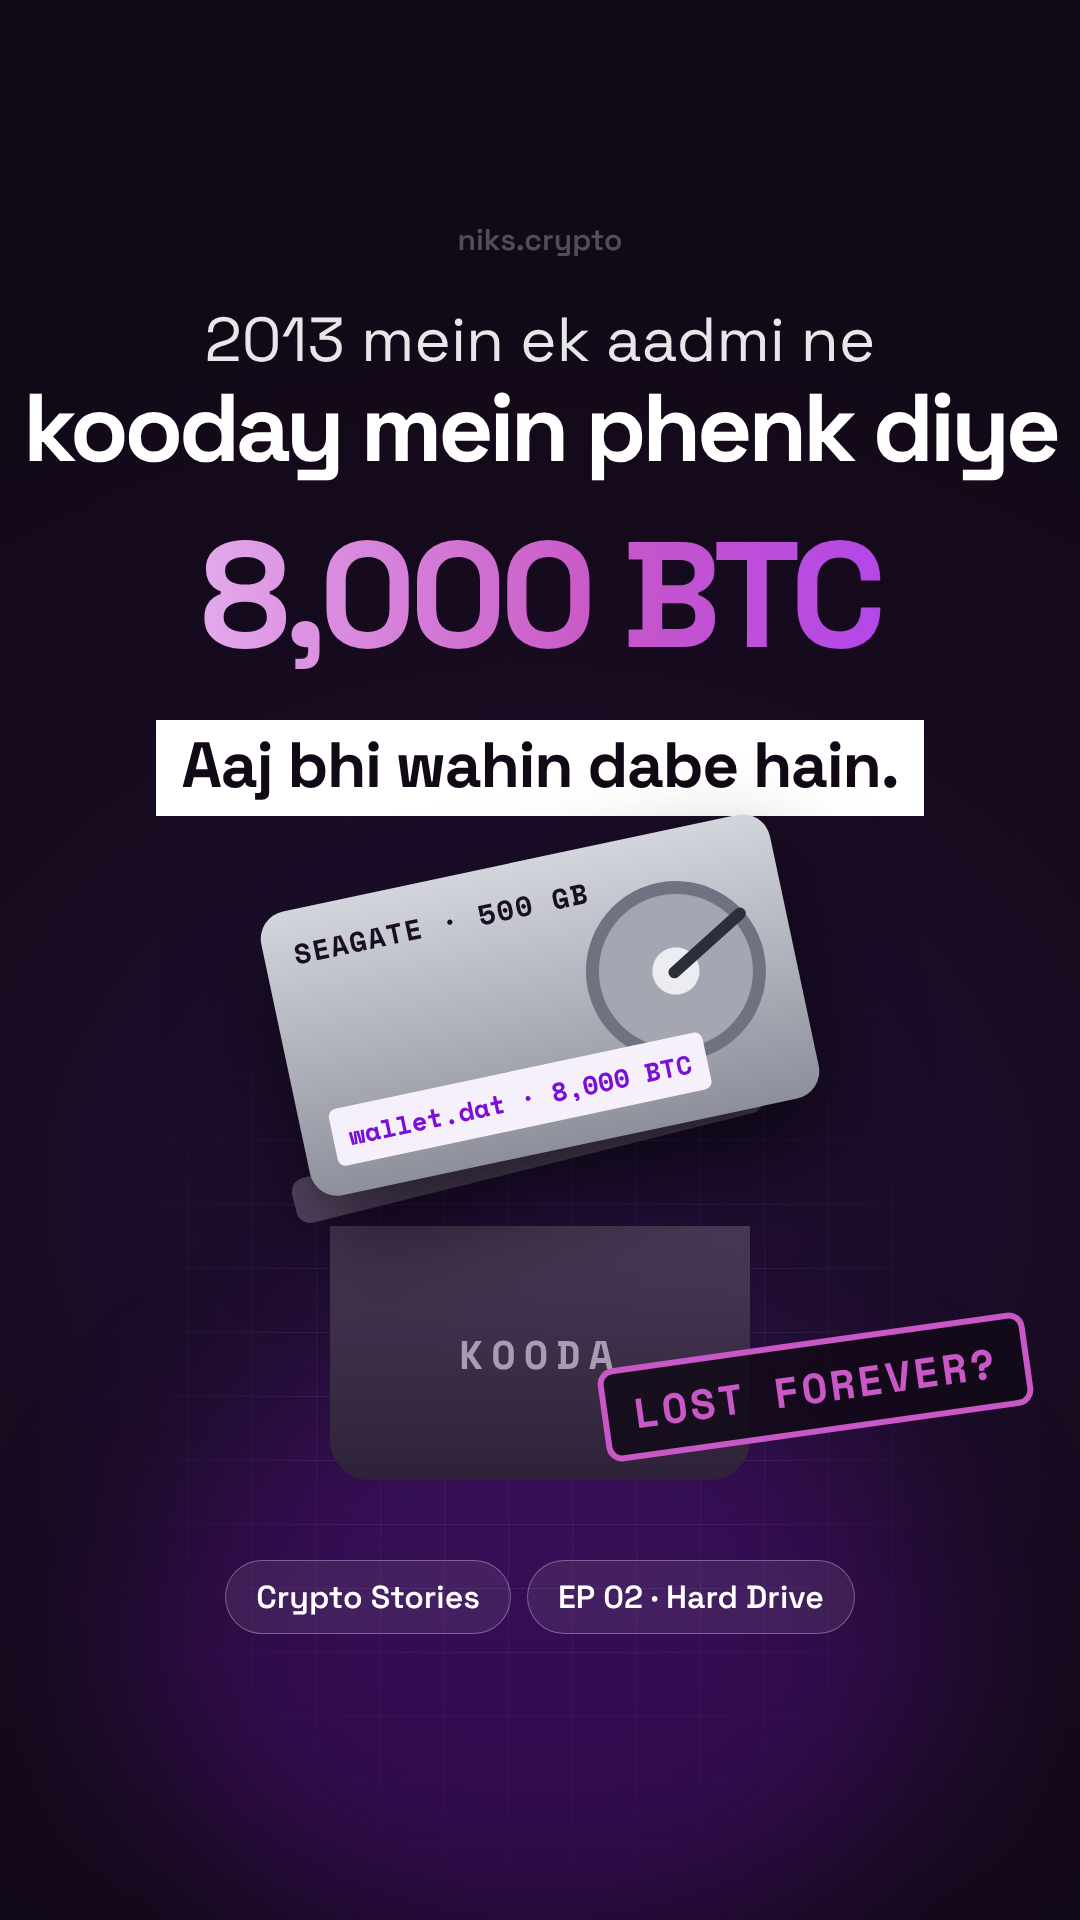 niks.crypto
2013 mein ek aadmi ne
kooday mein phenk diye
8,000 BTC
Aaj bhi wahin dabe hain.
SEAGATE · 500 GB
wallet.dat · 8,000 BTC
KOODA
LOST FOREVER?
Crypto Stories
EP 02 · Hard Drive